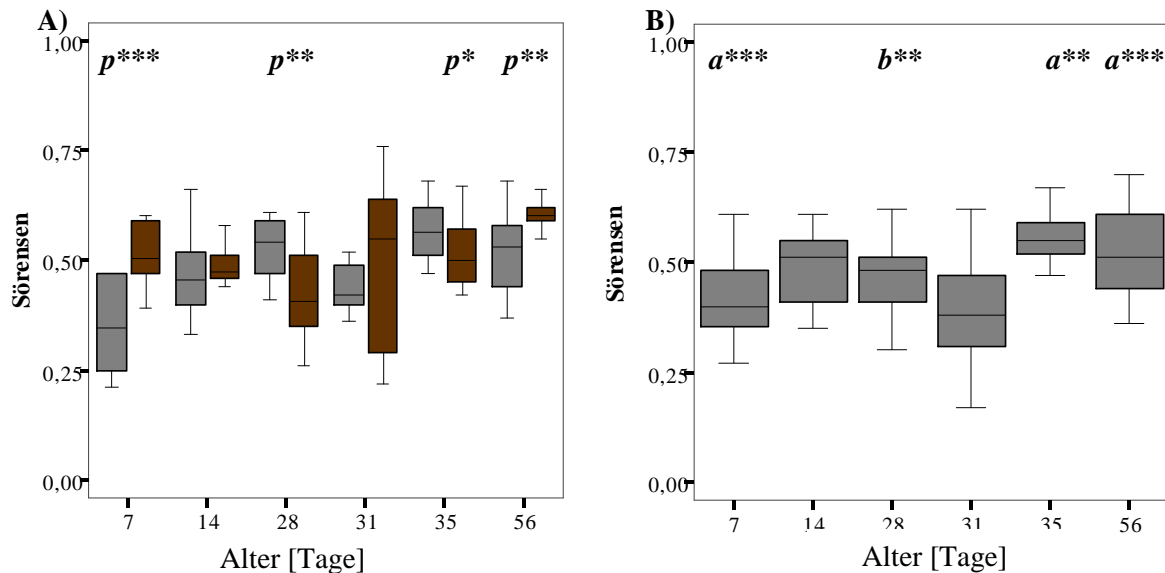 A)
p*** p** p* p**
1,00
0,75
0,50
0,25
0,00
Sörensen
7 14 28 31 35 56
Alter [Tage]
B)
a*** b** a** a***
1,00
0,75
0,50
0,25
0,00
Sörensen
7 14 28 31 35 56
Alter [Tage]